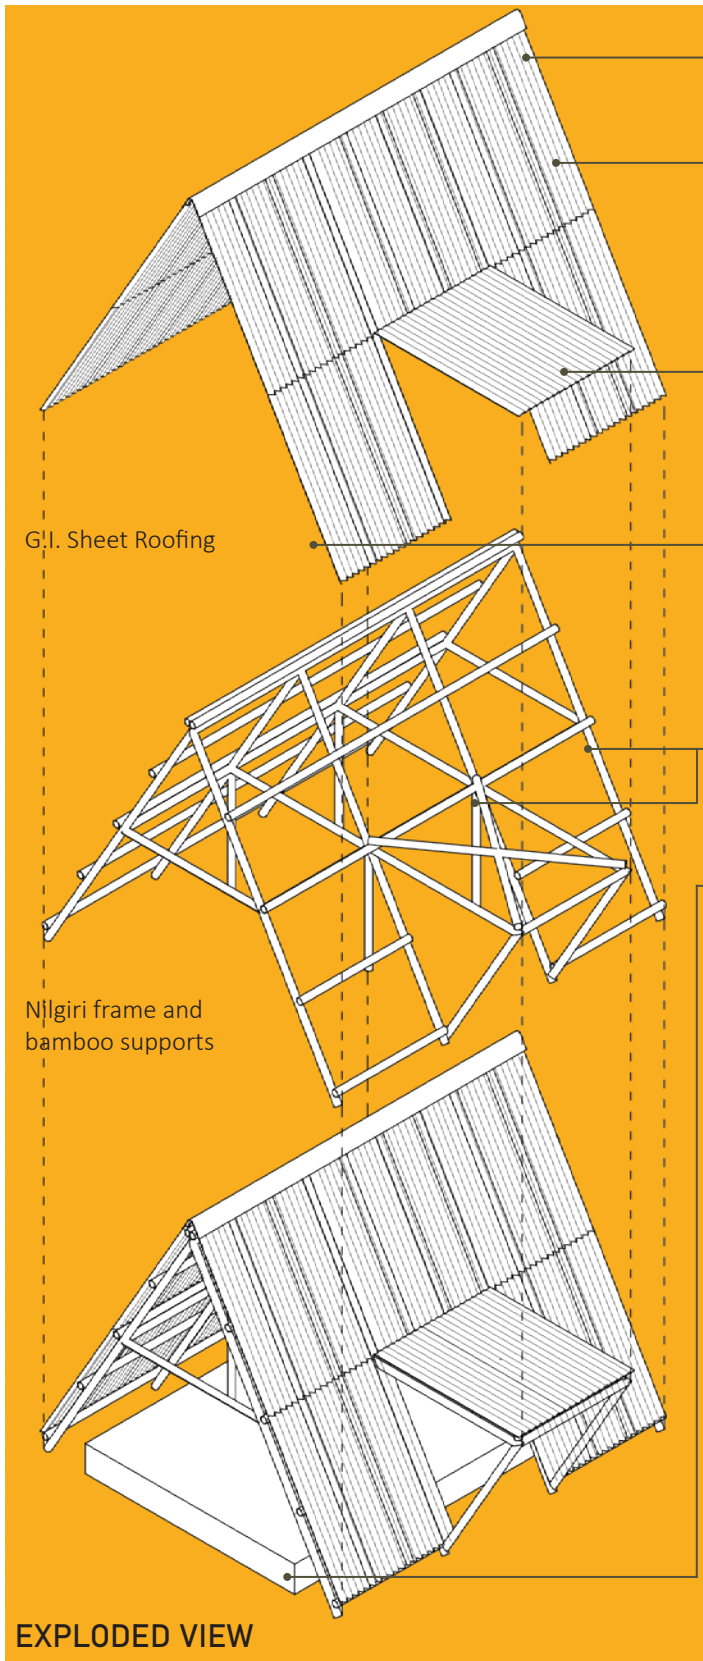 G.I. Sheet Roofing
Nilgiri frame and
bamboo supports
EXPLODED VIEW